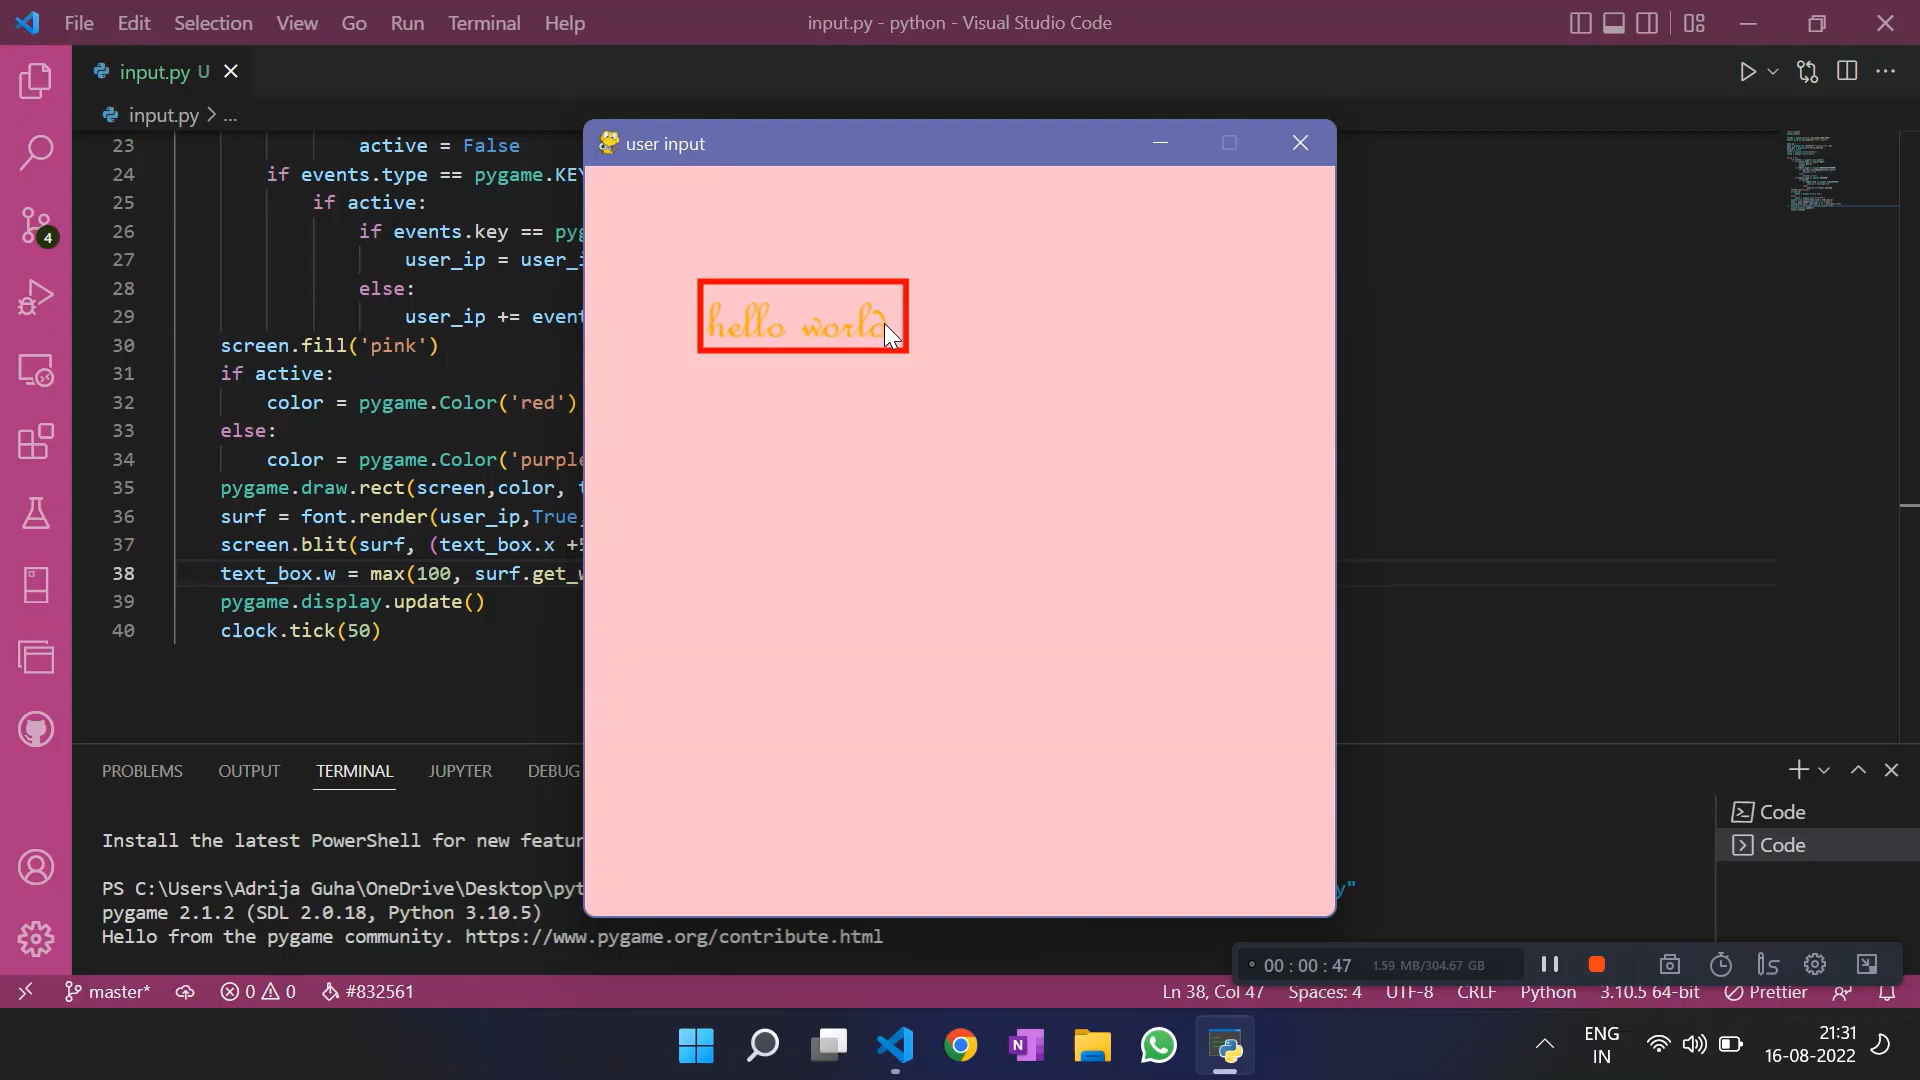 File Edit Selection View Go Run Terminal Help
input.py - python - Visual Studio Code
input.py U
input.py > ...
user input
23 active = False
24 if events.type == pygame.KEY
25 if active:
26 if events.key == pyg
27 user_ip = user_i
28 else:
29 user_ip += event
30 screen.fill('pink')
31 if active:
32 color = pygame.Color('red')
33 else:
34 color = pygame.Color('purple
35 pygame.draw.rect(screen,color, t
36 surf = font.render(user_ip,True,
37 screen.blit(surf, (text_box.x +5
38 text_box.w = max(100, surf.get_w
39 pygame.display.update()
40 clock.tick(50)
hello world
4
PROBLEMS OUTPUT TERMINAL JUPYTER DEBUG
Code
Code
Install the latest PowerShell for new featur
PS C:\Users\Adrija Guha\OneDrive\Desktop\pyt y"
pygame 2.1.2 (SDL 2.0.18, Python 3.10.5)
Hello from the pygame community. https://www.pygame.org/contribute.html
00 : 00 : 47 1.59 MB/304.67 GB
master* 0 0 #832561
Ln 38, Col 47 Spaces: 4 UTF-8 CRLF Python 3.10.5 64-bit Prettier
ENG
IN
21:31
16-08-2022